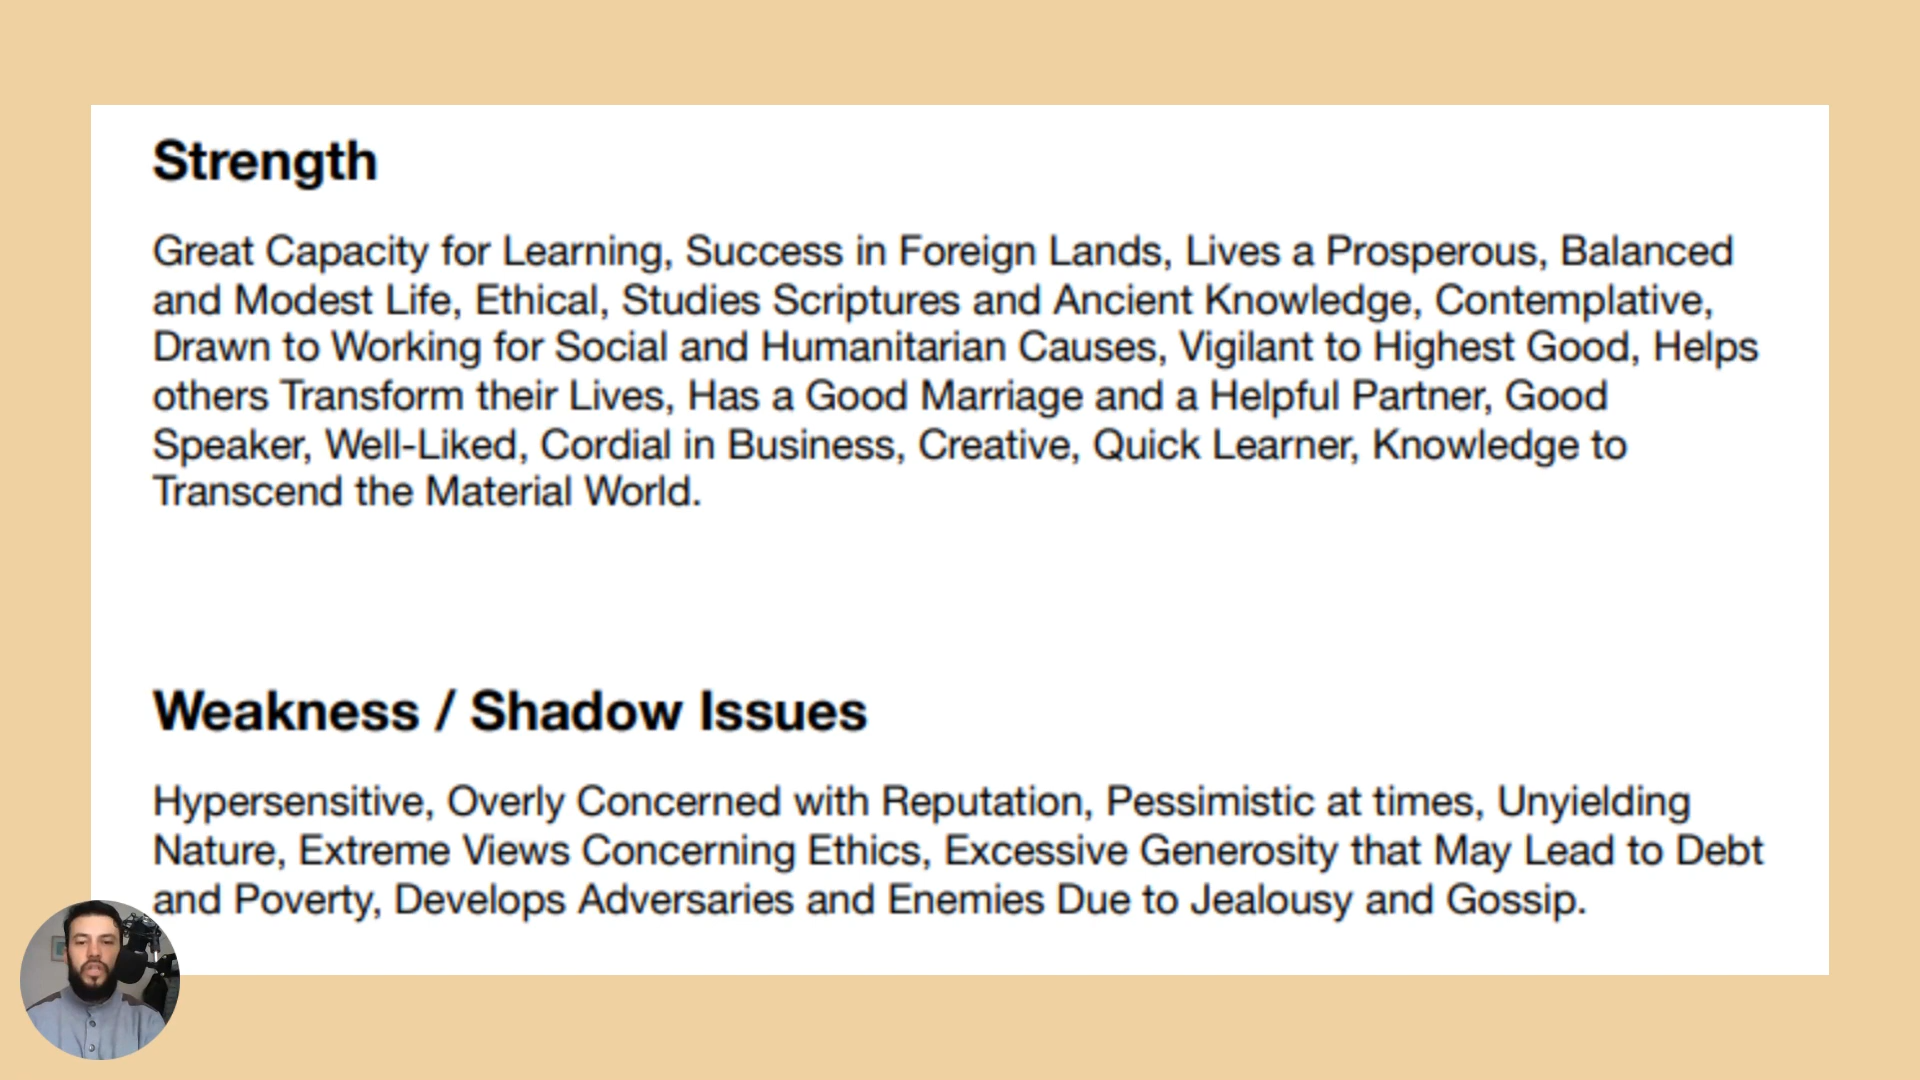 Strength
Great Capacity for Learning, Success in Foreign Lands, Lives a Prosperous, Balanced
and Modest Life, Ethical, Studies Scriptures and Ancient Knowledge, Contemplative,
Drawn to Working for Social and Humanitarian Causes, Vigilant to Highest Good, Helps
others Transform their Lives, Has a Good Marriage and a Helpful Partner, Good
Speaker, Well-Liked, Cordial in Business, Creative, Quick Learner, Knowledge to
Transcend the Material World.
Weakness / Shadow Issues
Hypersensitive, Overly Concerned with Reputation, Pessimistic at times, Unyielding
Nature, Extreme Views Concerning Ethics, Excessive Generosity that May Lead to Debt
and Poverty, Develops Adversaries and Enemies Due to Jealousy and Gossip.